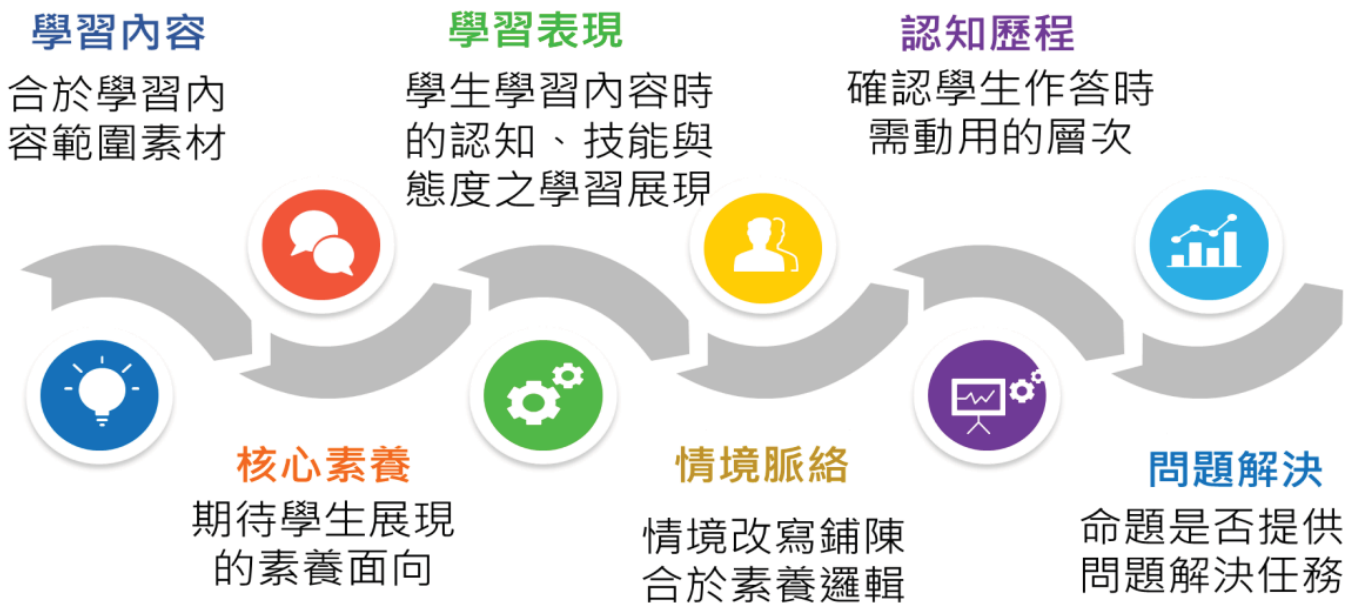 學習內容
合於學習內
容範圍素材
核心素養
期待學生展現
的素養面向
學習表現
學生學習內容時
的認知、技能與
態度之學習展現
情境脈絡
情境改寫鋪陳
合於素養邏輯
認知歷程
確認學生作答時
需動用的層次
問題解決
命題是否提供
問題解決任務